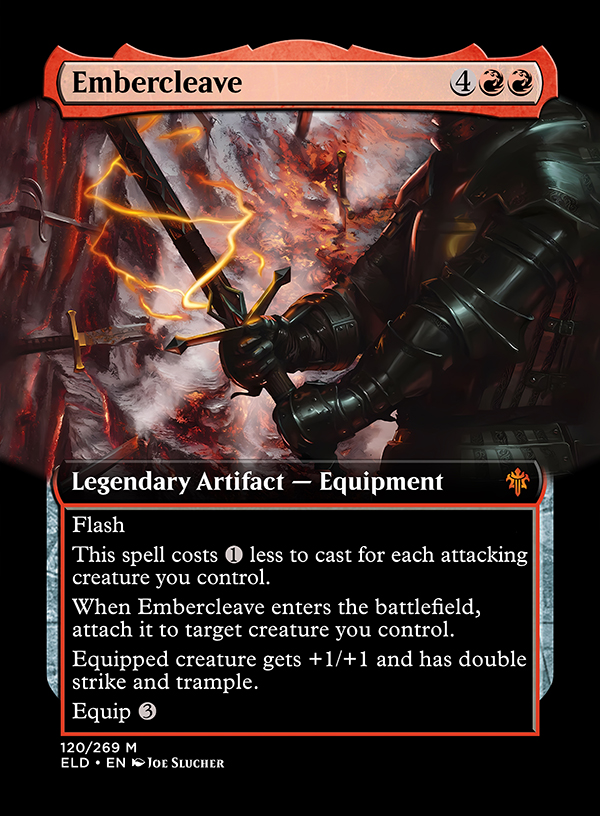 Embercleave 4
Legendary Artifact — Equipment
Flash
This spell costs 1 less to cast for each attacking
creature you control.
When Embercleave enters the battlefield,
attach it to target creature you control.
Equipped creature gets +1/+1 and has double
strike and trample.
Equip 3
120/269 M
ELD • EN Joe Slucher